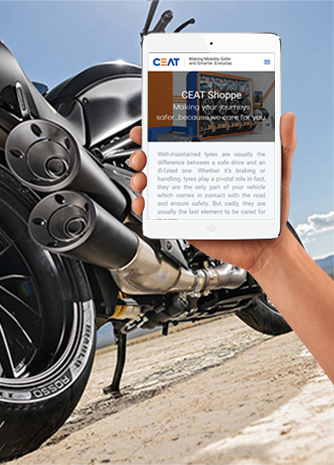 CEAT
Making Mobility Safer
and Smarter. Everyday
CEAT Shoppe
Making your journeys
safer...because we care for you.
Well-maintained tyres are usually the
difference between a safe drive and an
ill-fated one. Whether it's braking or
handling, tyres play a pivotal role.In fact,
they are the only part of your vehicle
which comes in contact with the road
and ensure safety. But sadly, they are
usually the last element to be cared for
DIABLO
ROSSO